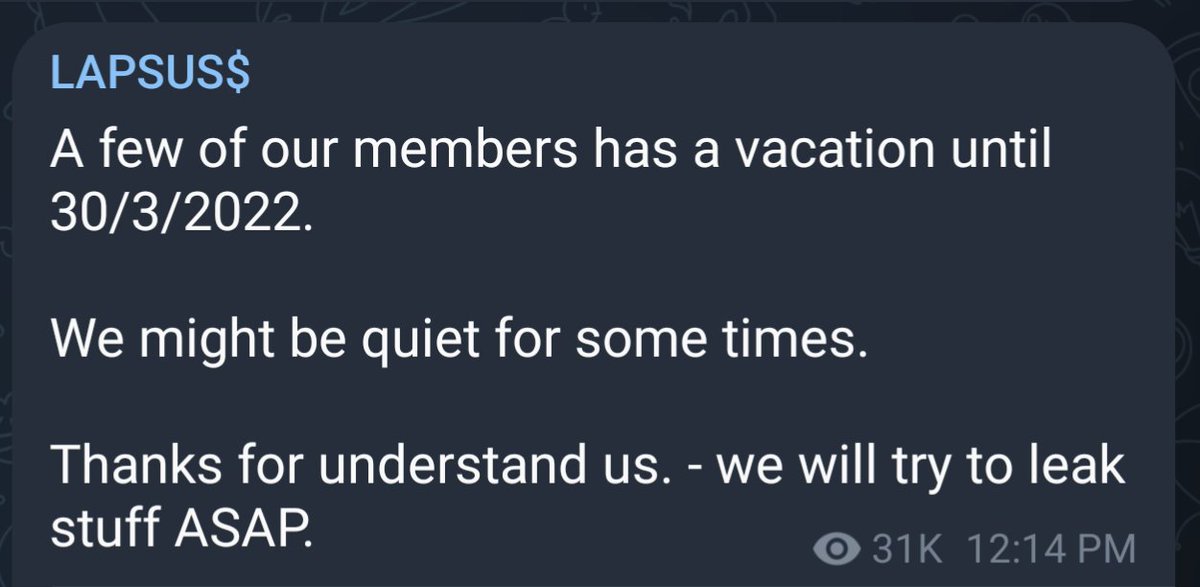 LAPSUS$
A few of our members has a vacation until
30/3/2022.
We might be quiet for some times.
Thanks for understand us. - we will try to leak
stuff ASAP.
31K 12:14 PM